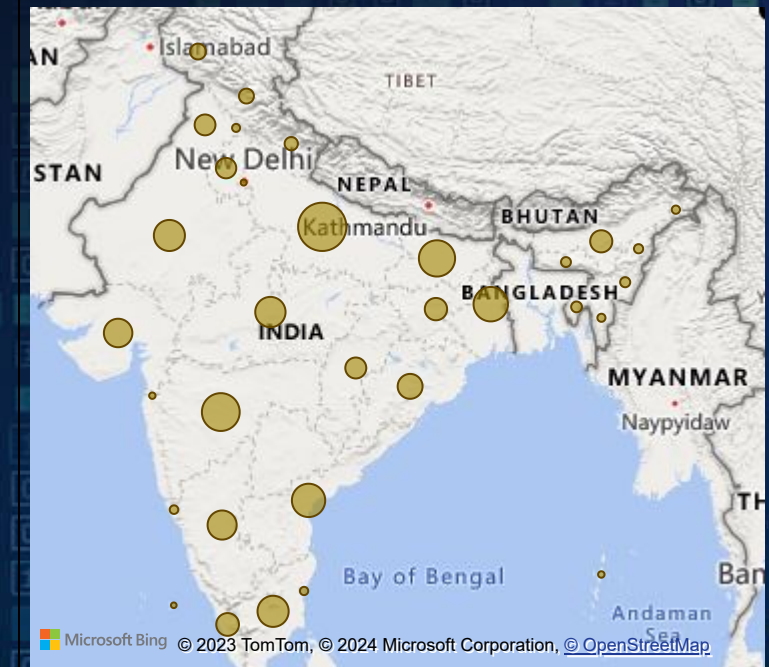 Islamabad
AN
TIBET
New Delhi
STAN
NEPAL
BHUTAN
Kathmandu
BANGLADESH
INDIA
MYANMAR
Naypyidaw
TH
Bay of Bengal
Ban
Andaman
Sea
Microsoft Bing
© 2023 TomTom, © 2024 Microsoft Corporation, © OpenStreetMap